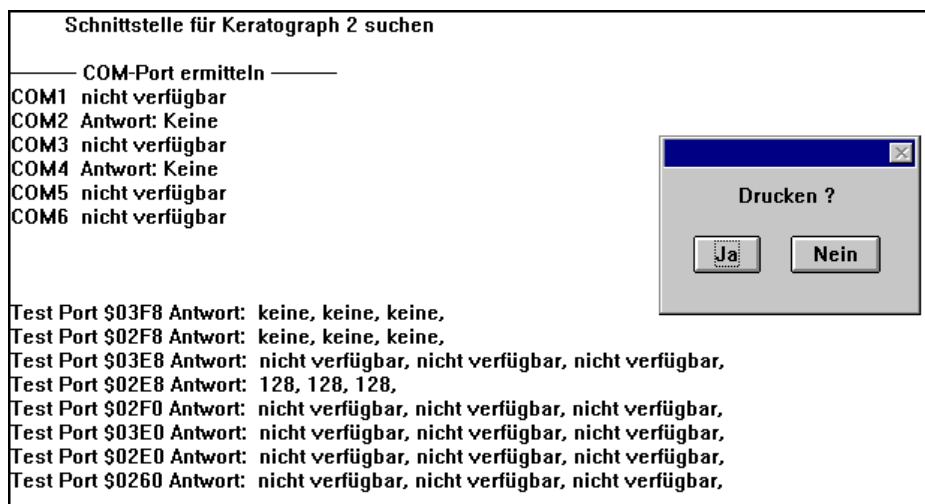 Schnittstelle für Keratograph 2 suchen
COM-Port ermitteln
COM1 nicht verfügbar
COM2 Antwort: Keine
COM3 nicht verfügbar
COM4 Antwort: Keine
COM5 nicht verfügbar
COM6 nicht verfügbar
Drucken ?
Ja Nein
Test Port $03F8 Antwort: keine, keine, keine,
Test Port $02F8 Antwort: keine, keine, keine,
Test Port $03E8 Antwort: nicht verfügbar, nicht verfügbar, nicht verfügbar,
Test Port $02E8 Antwort: 128, 128, 128,
Test Port $02F0 Antwort: nicht verfügbar, nicht verfügbar, nicht verfügbar,
Test Port $03E0 Antwort: nicht verfügbar, nicht verfügbar, nicht verfügbar,
Test Port $02E0 Antwort: nicht verfügbar, nicht verfügbar, nicht verfügbar,
Test Port $0260 Antwort: nicht verfügbar, nicht verfügbar, nicht verfügbar,